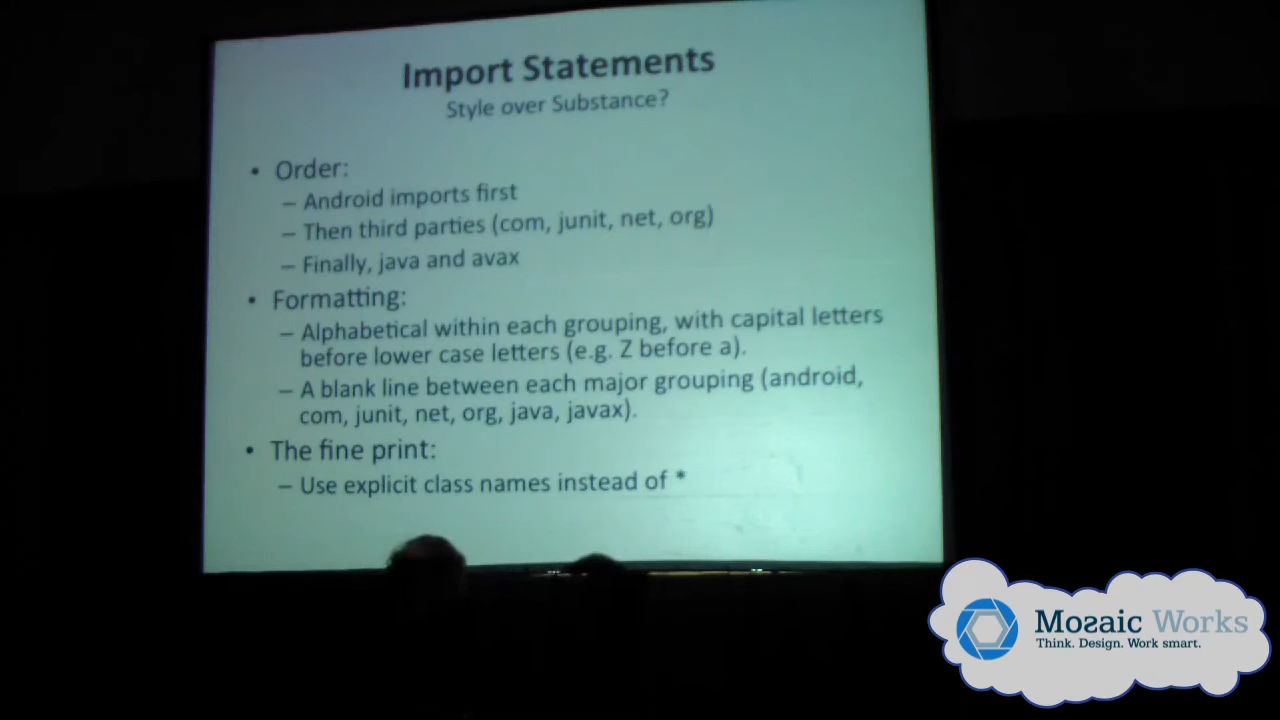 Import Statements
Style over Substance?
• Order:
– Android imports first
– Then third parties (com, junit, net, org)
– Finally, java and avax
• Formatting:
– Alphabetical within each grouping, with capital letters
before lower case letters (e.g. Z before a).
– A blank line between each major grouping (android,
com, junit, net, org, java, javax).
• The fine print:
– Use explicit class names instead of *
Mozaic Works
Think. Design. Work smart.